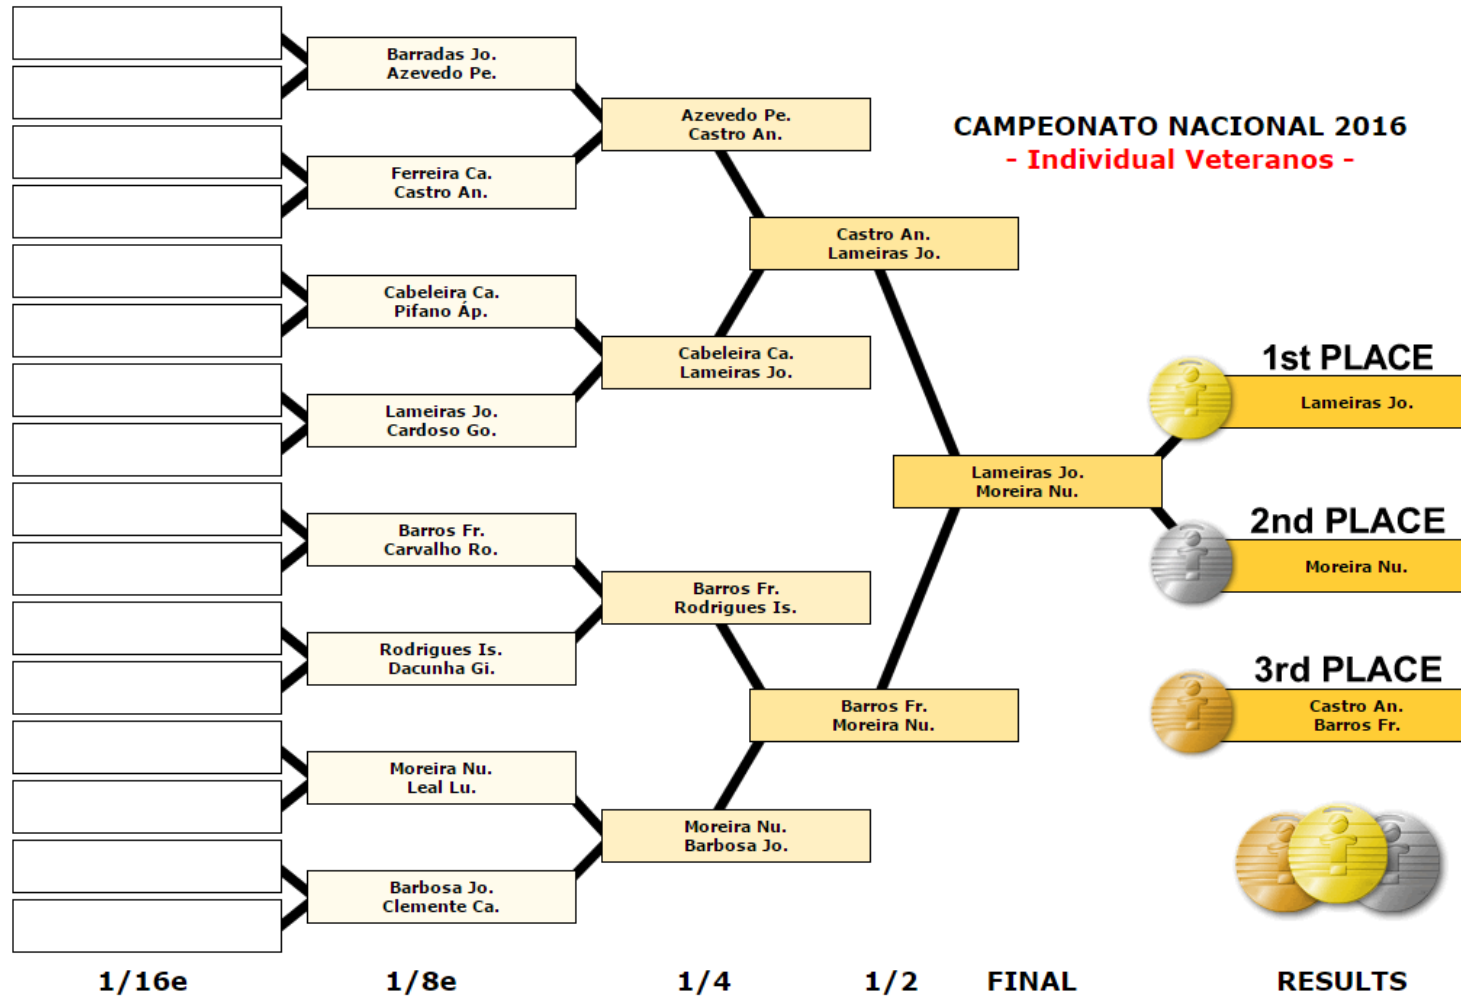 Barradas Jo.
Azevedo Pe.
Ferreira Ca.
Castro An.
Cabeleira Ca.
Pifano Áp.
Lameiras Jo.
Cardoso Go.
Barros Fr.
Carvalho Ro.
Rodrigues Is.
Dacunha Gi.
Moreira Nu.
Leal Lu.
Barbosa Jo.
Clemente Ca.
Azevedo Pe.
Castro An.
Cabeleira Ca.
Lameiras Jo.
Barros Fr.
Rodrigues Is.
Moreira Nu.
Barbosa Jo.
Castro An.
Lameiras Jo.
Barros Fr.
Moreira Nu.
Lameiras Jo.
Moreira Nu.
CAMPEONATO NACIONAL 2016
- Individual Veteranos -
1st PLACE
Lameiras Jo.
2nd PLACE
Moreira Nu.
3rd PLACE
Castro An.
Barros Fr.
1/16e 1/8e 1/4 1/2 FINAL RESULTS